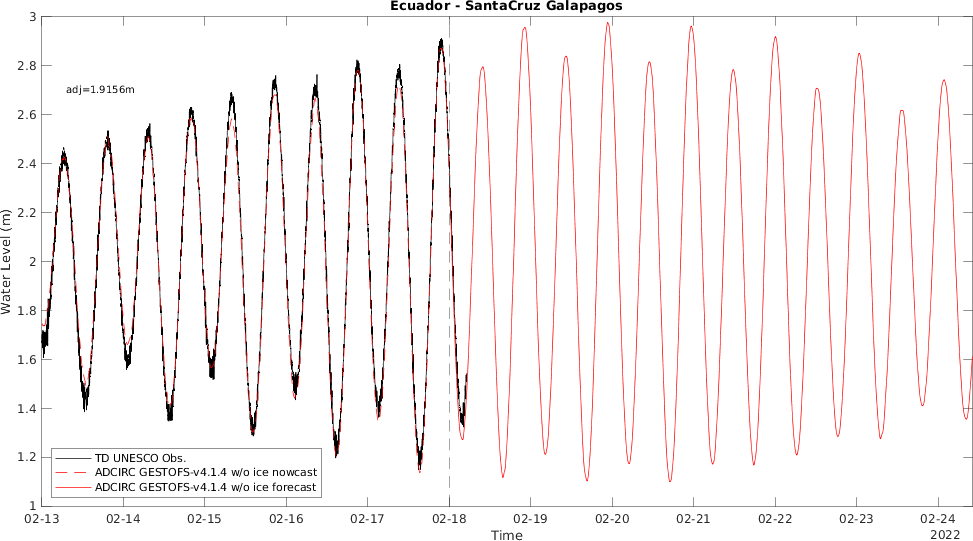 Ecuador - SantaCruz Galapagos
3
2.8
adj=1.9156m
2.6
2.4
2.2
2
1.8
1.6
1.4
1.2
1
Water Level (m)
TD UNESCO Obs.
ADCIRC GESTOFS-v4.1.4 w/o ice nowcast
ADCIRC GESTOFS-v4.1.4 w/o ice forecast
02-13 02-14 02-15 02-16 02-17 02-18 02-19 02-20 02-21 02-22 02-23 02-24
Time 2022